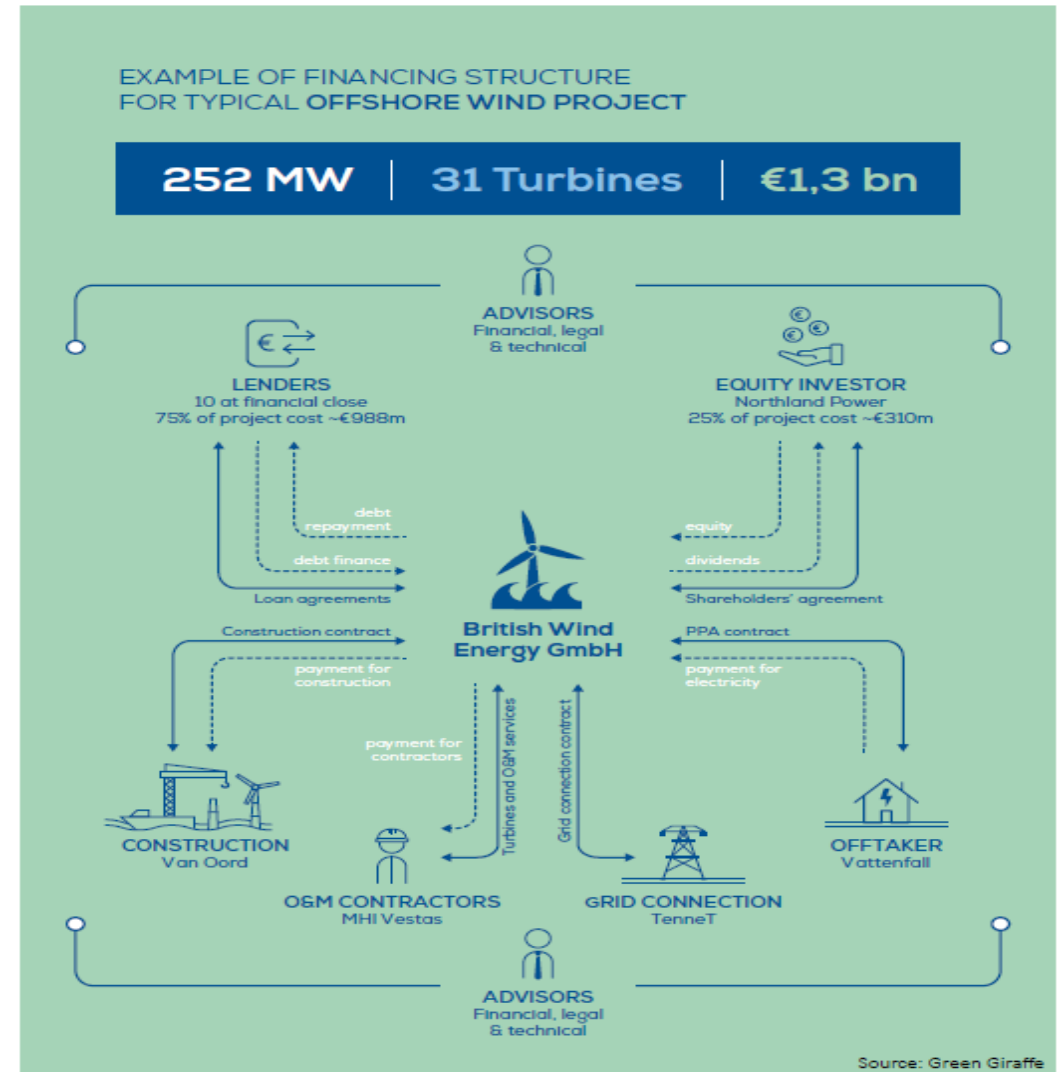 EXAMPLE OF FINANCING STRUCTURE
FOR TYPICAL OFFSHORE WIND PROJECT
252 MW
31 Turbines
€1,3 bn
ADVISORS
Financial, legal
& technical
LENDERS
10 at financial close
75% of project cost ~€988m
EQUITY INVESTOR
Northland Power
25% of project cost ~€310m
debt
repayment
debt finance
Loan agreements
equity
dividends
Shareholders' agreement
British Wind
Energy GmbH
Construction contract
payment for
construction
PPA contract
payment for
electricity
payment for
contractors
Turbines and O&M services
Grid connection contract
CONSTRUCTION
Van Oord
O&M CONTRACTORS
MHI Vestas
GRID CONNECTION
TenneT
OFFTAKER
Vattenfall
ADVISORS
Financial, legal
& technical
Source: Green Giraffe